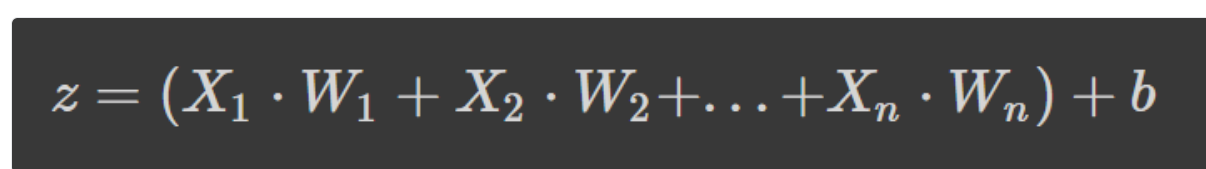 z = (X₁ · W₁ + X₂ · W₂+...+Xₙ · Wₙ) + b